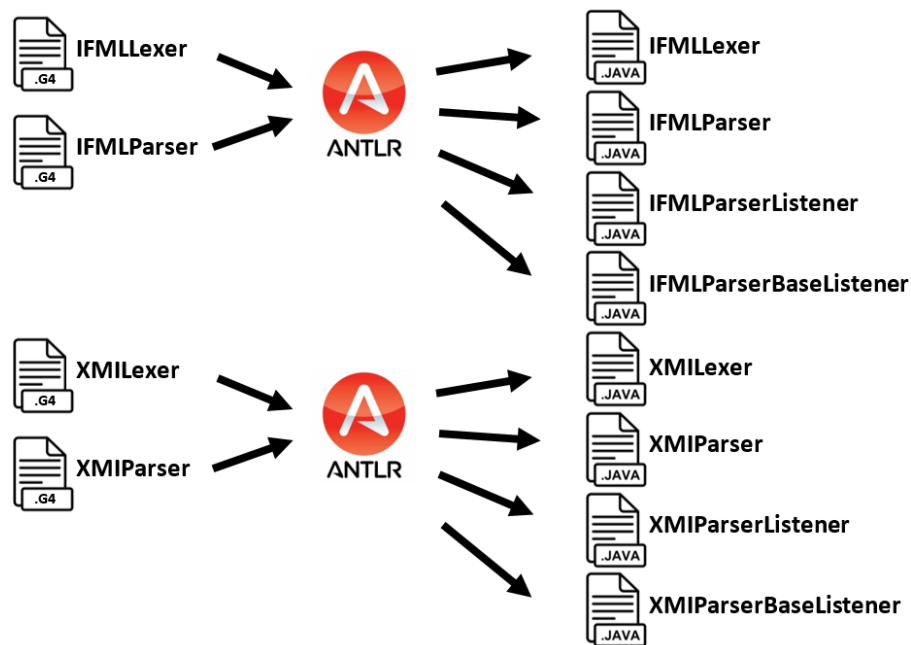 IFMLLexer
.G4
IFMLParser
.G4
ANTLR
IFMLLexer
.JAVA
IFMLParser
.JAVA
IFMLParserListener
.JAVA
IFMLParserBaseListener
.JAVA
XMILexer
.G4
XMIParser
.G4
ANTLR
XMILexer
.JAVA
XMIParser
.JAVA
XMIParserListener
.JAVA
XMIParserBaseListener
.JAVA